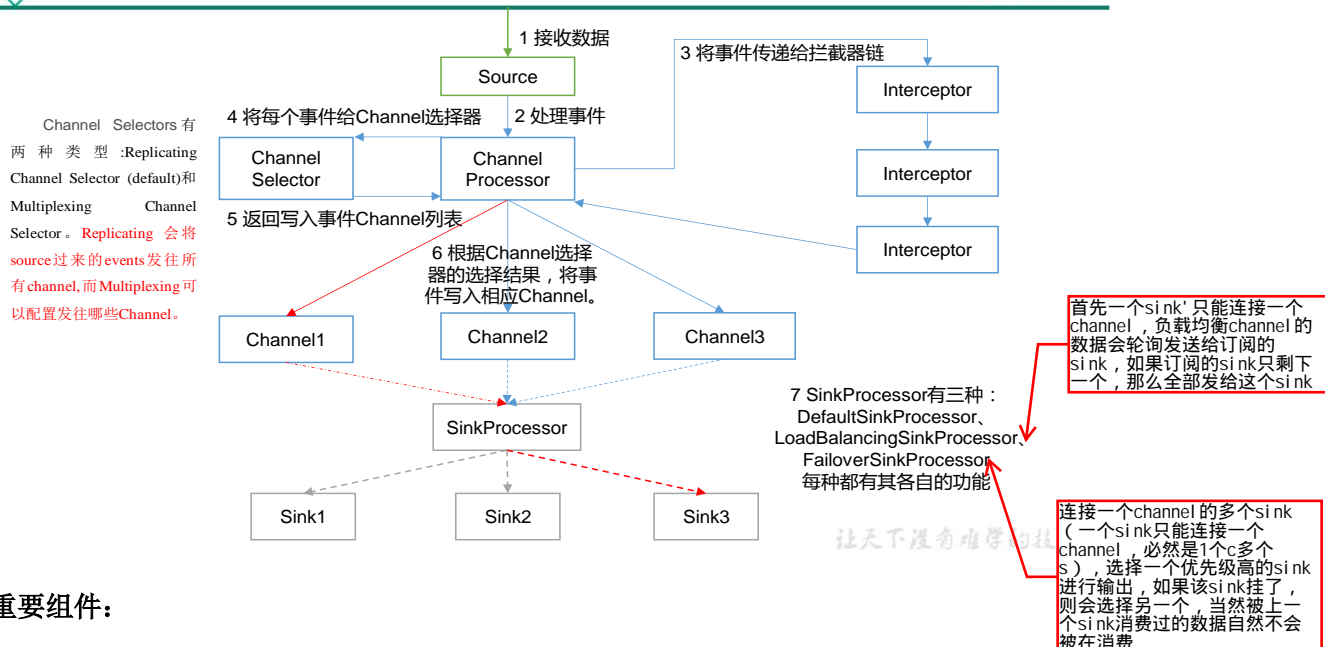 1 接收数据
Source
2 处理事件
3 将事件传递给拦截器链
Interceptor
Interceptor
Interceptor
4 将每个事件给Channel选择器
Channel
Selector
Channel
Processor
5 返回写入事件Channel列表
Channel Selectors 有
两种类型:Replicating
Channel Selector (default)和
Multiplexing Channel
Selector。Replicating 会将
source过来的events发往所
有channel,而Multiplexing可
以配置发往哪些Channel。
6 根据Channel选择
器的选择结果，将事
件写入相应Channel。
Channel1
Channel2
Channel3
SinkProcessor
Sink1
Sink2
Sink3
7 SinkProcessor有三种：
DefaultSinkProcessor、
LoadBalancingSinkProcessor、
FailoverSinkProcessor
每种都有其各自的功能
首先一个sink'只能连接一个
channel，负载均衡channel的
数据会轮询发送给订阅的
sink，如果订阅的sink只剩下
一个，那么全部发给这个sink
连接一个channel的多个sink
（一个sink只能连接一个
channel，必然是1个c多个
s），选择一个优先级高的sink
进行输出，如果该sink挂了，
则会选择另一个，当然被上一
个sink消费过的数据自然不会
被在消费
让天下没有难学的技
重要组件：